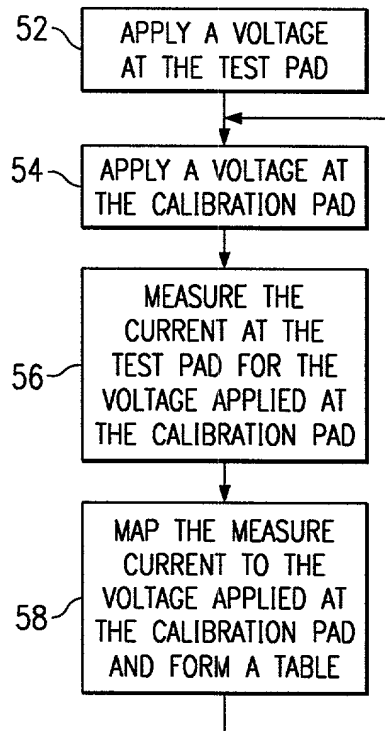 52
APPLY A VOLTAGE
AT THE TEST PAD
54
APPLY A VOLTAGE AT
THE CALIBRATION PAD
56
MEASURE THE
CURRENT AT THE
TEST PAD FOR THE
VOLTAGE APPLIED AT
THE CALIBRATION PAD
58
MAP THE MEASURE
CURRENT TO THE
VOLTAGE APPLIED AT
THE CALIBRATION PAD
AND FORM A TABLE